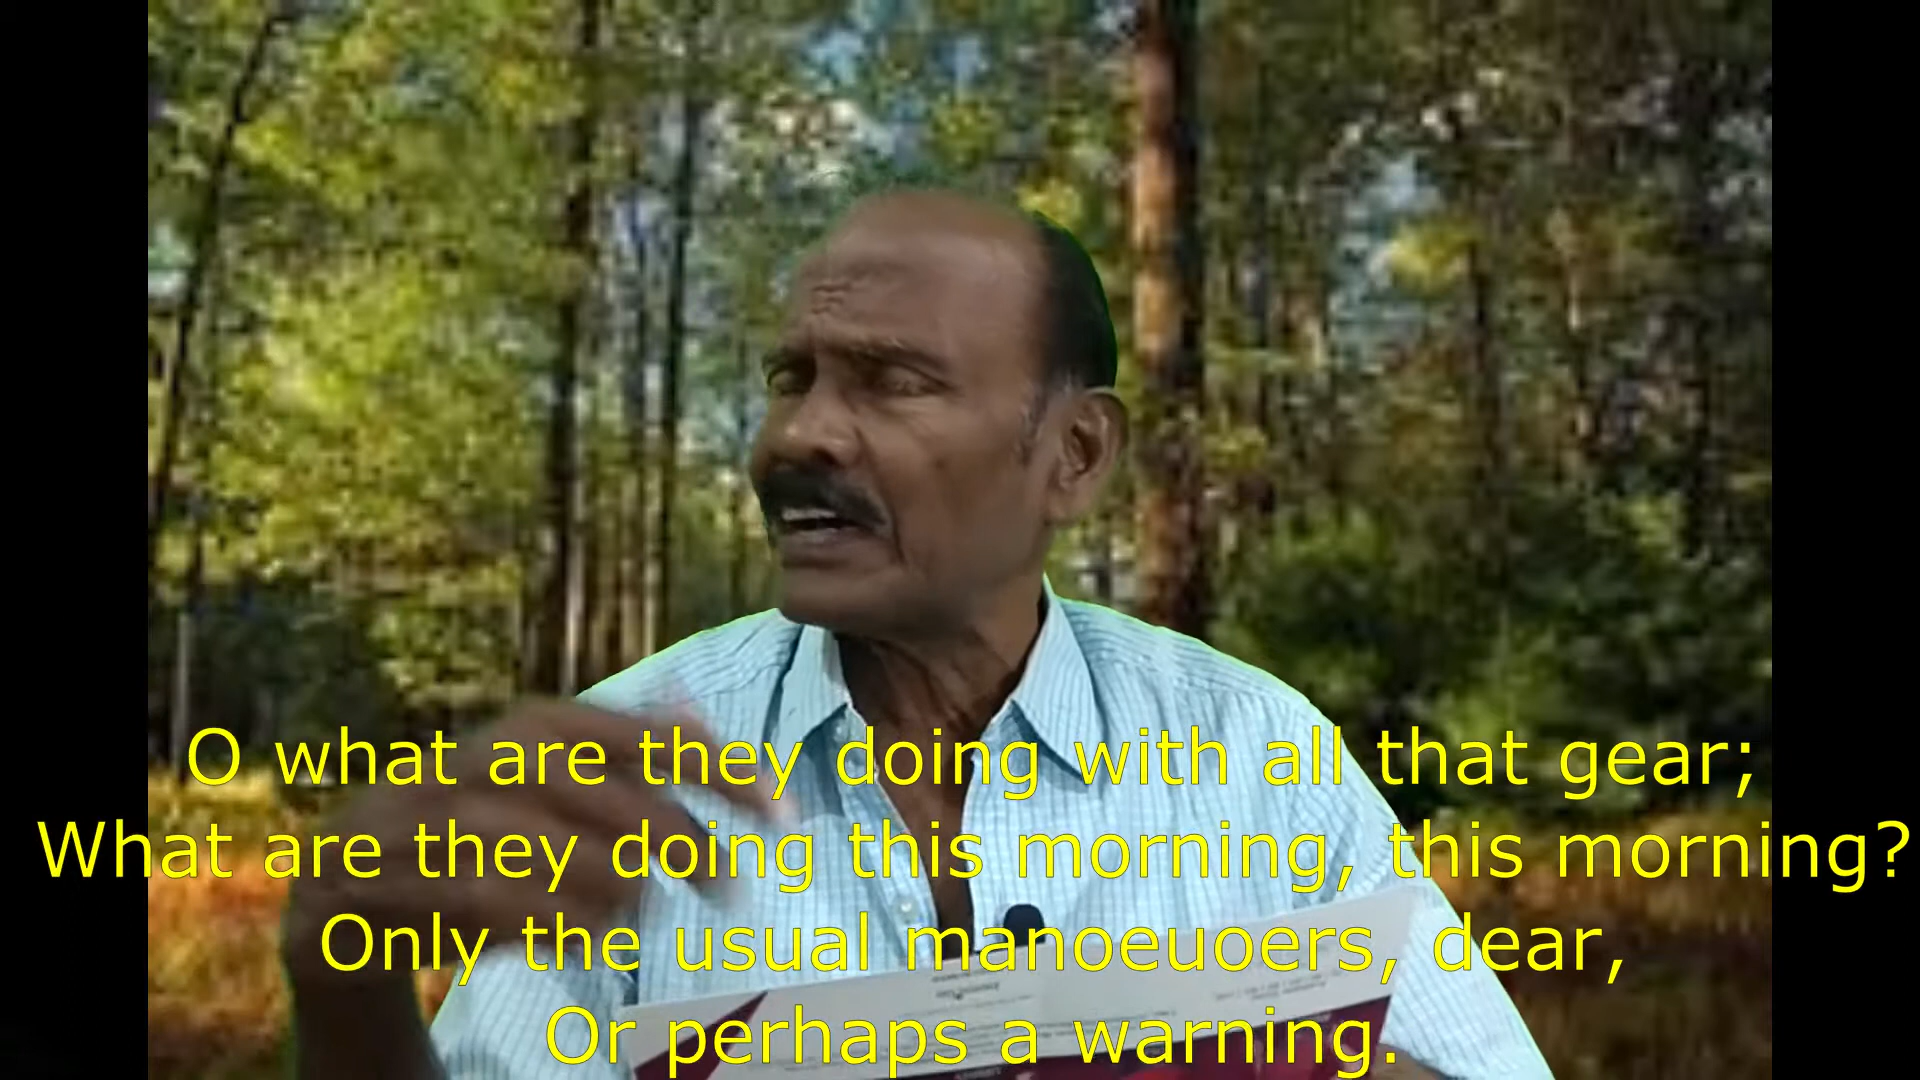 O what are they doing with all that gear;
What are they doing this morning, this morning?
Only the usual manoeuoers, dear,
Or perhaps a warning.